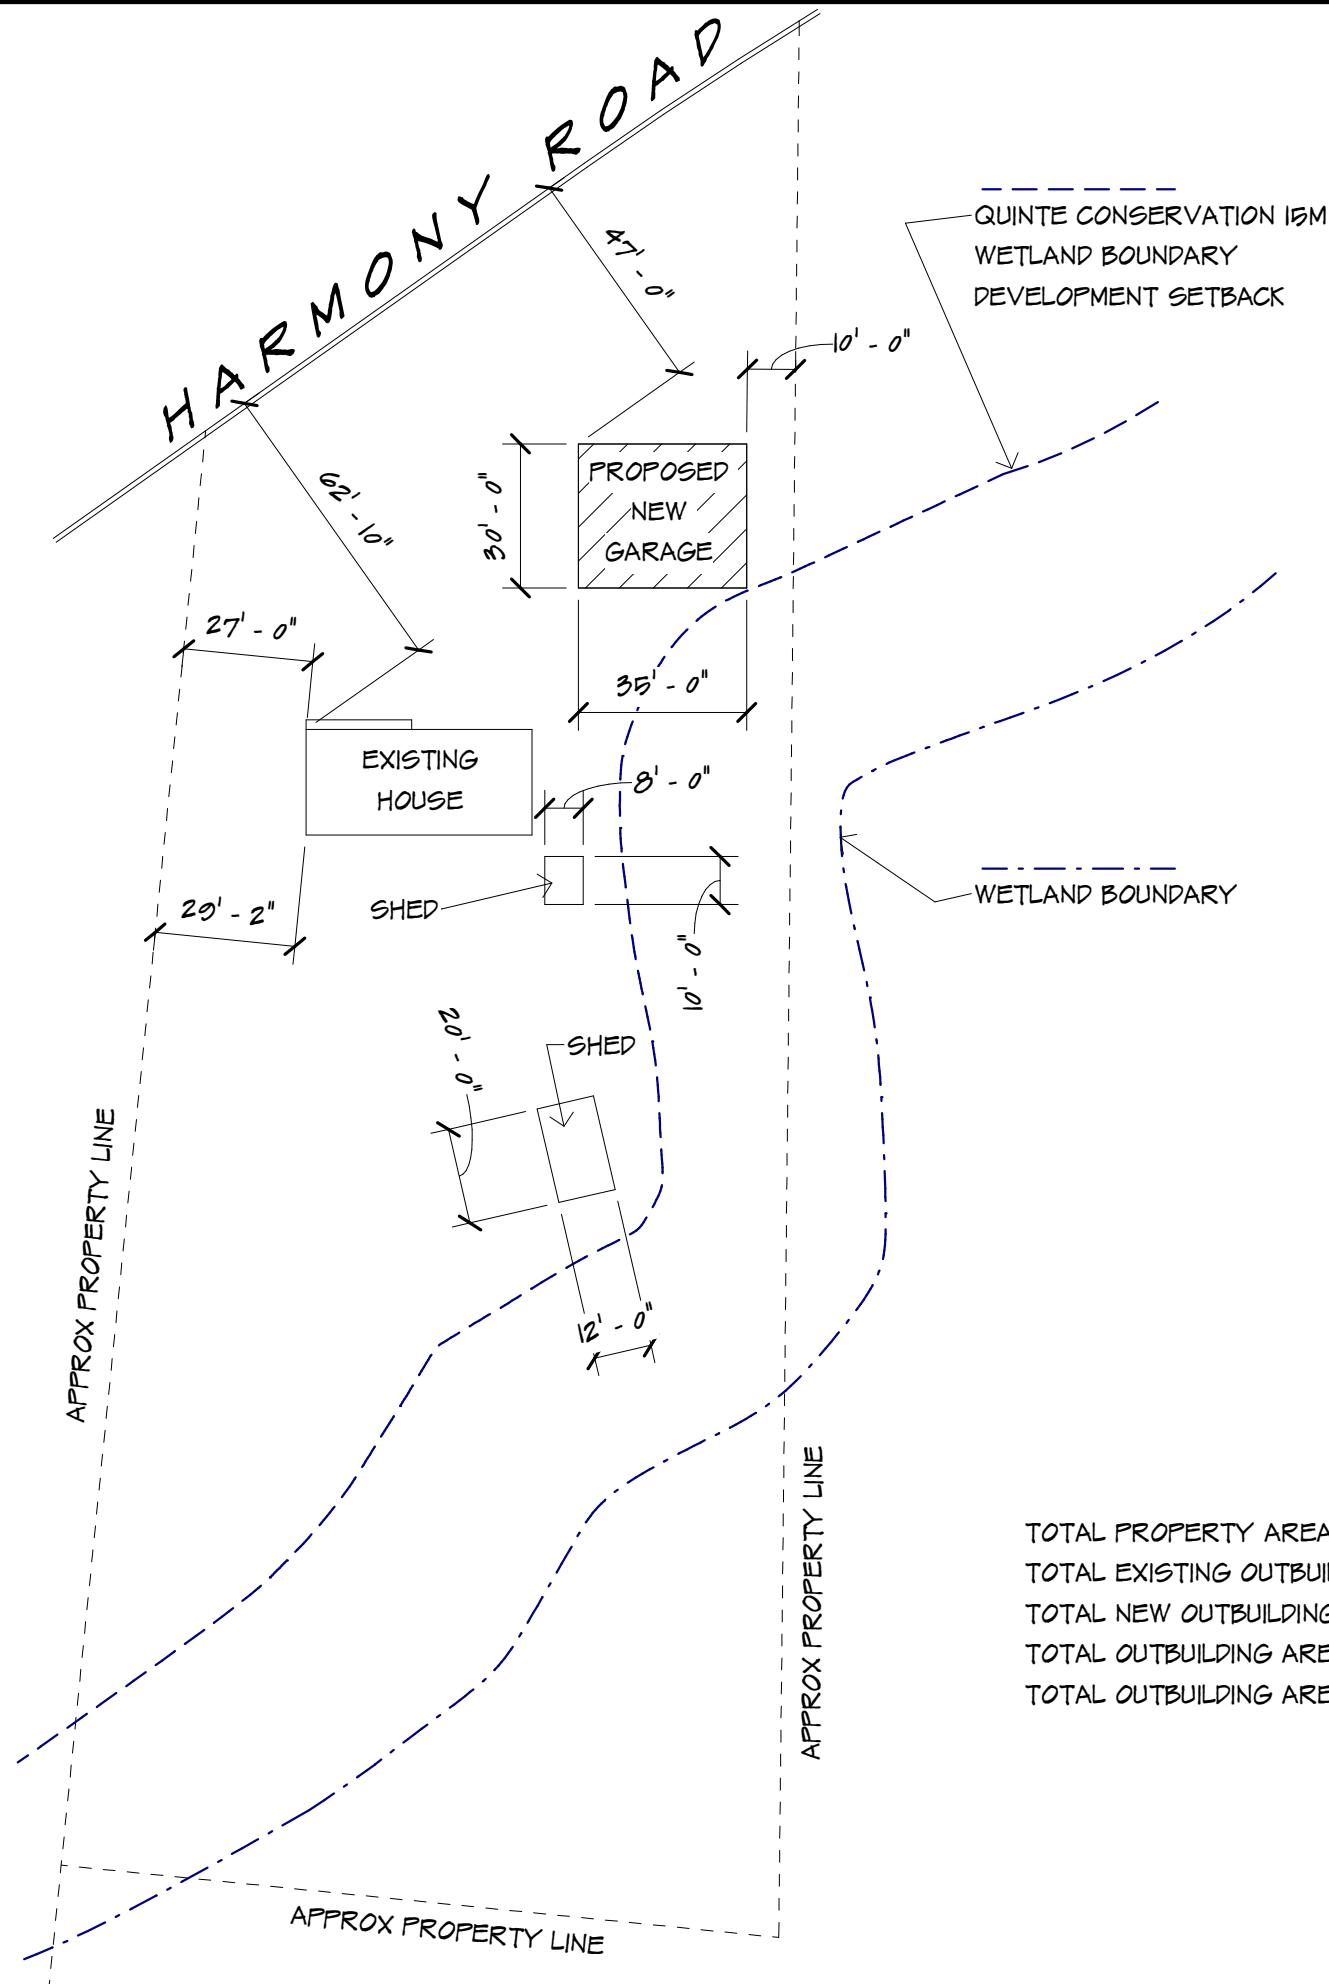 HARMONY ROAD
47' - 0"
QUINTE CONSERVATION 15M
WETLAND BOUNDARY
DEVELOPMENT SETBACK
10' - 0"
62' - 10"
30' - 0"
PROPOSED
NEW
GARAGE
27' - 0"
35' - 0"
EXISTING
HOUSE
8' - 0"
SHED
WETLAND BOUNDARY
29' - 2"
10' - 0"
20' - 0"
SHED
12' - 0"
APPROX PROPERTY LINE
APPROX PROPERTY LINE
TOTAL PROPERTY AREA
TOTAL EXISTING OUTBUI
TOTAL NEW OUTBUILDING
TOTAL OUTBUILDING ARE
TOTAL OUTBUILDING ARE
APPROX PROPERTY LINE